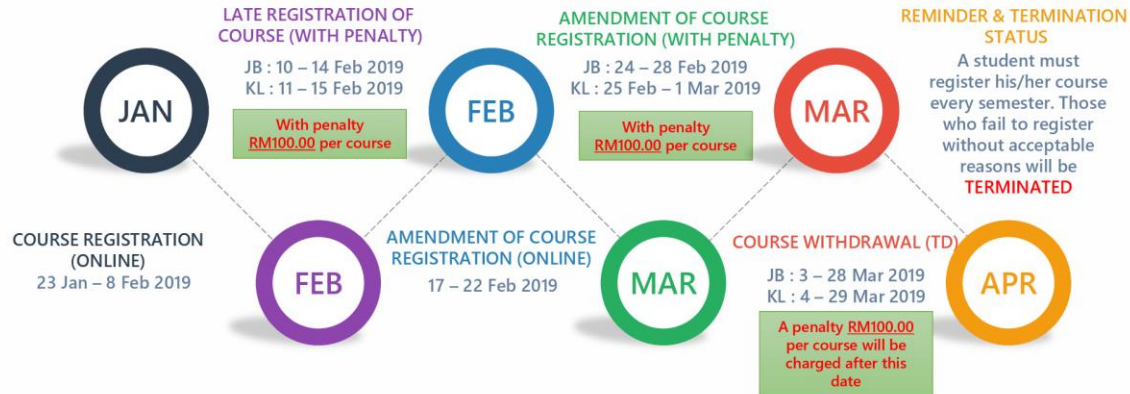 JAN
COURSE REGISTRATION
(ONLINE)
23 Jan – 8 Feb 2019
LATE REGISTRATION OF
COURSE (WITH PENALTY)
JB : 10 – 14 Feb 2019
KL : 11 – 15 Feb 2019
With penalty
RM100.00 per course
FEB
FEB
AMENDMENT OF COURSE
REGISTRATION (ONLINE)
17 – 22 Feb 2019
AMENDMENT OF COURSE
REGISTRATION (WITH PENALTY)
JB : 24 – 28 Feb 2019
KL : 25 Feb – 1 Mar 2019
With penalty
RM100.00 per course
MAR
MAR
COURSE WITHDRAWAL (TD)
JB : 3 – 28 Mar 2019
KL : 4 – 29 Mar 2019
A penalty RM100.00
per course will be
charged after this
date
REMINDER & TERMINATION
STATUS
A student must
register his/her course
every semester. Those
who fail to register
without acceptable
reasons will be
TERMINATED
APR